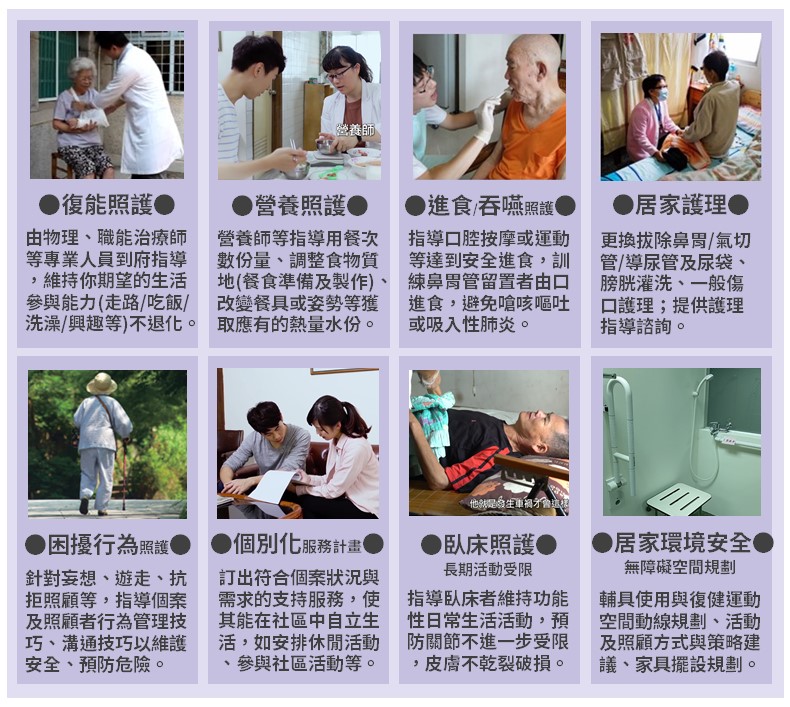 營養師
●復能照護●
由物理、職能治療師
等專業人員到府指導
，維持你期望的生活
參與能力(走路/吃飯/
洗澡/興趣等)不退化。
●營養照護●
營養師等指導用餐次
數份量、調整食物質
地(餐食準備及製作)、
改變餐具或姿勢等獲
取應有的熱量水份。
●進食/吞嚥照護●
指導口腔按摩或運動
等達到安全進食，訓
練鼻胃管留置者由口
進食，避免嗆咳嘔吐
或吸入性肺炎。
●居家護理●
更換拔除鼻胃/氣切
管/導尿管及尿袋、
膀胱灌洗、一般傷
口護理；提供護理
指導諮詢。
●困擾行為照護●
針對妄想、遊走、抗
拒照顧等，指導個案
及照顧者行為管理技
巧、溝通技巧以維護
安全、預防危險。
●個別化服務計畫●
訂出符合個案狀況與
需求的支持服務，使
其能在社區中自立生
活，如安排休閒活動
、參與社區活動等。
他就是發生車禍才會這樣
●臥床照護●
長期活動受限
指導臥床者維持功能
性日常生活活動，預
防關節不進一步受限
，皮膚不乾裂破損。
●居家環境安全●
無障礙空間規劃
輔具使用與復健運動
空間動線規劃、活動
及照顧方式與策略建
議、家具擺設規劃。